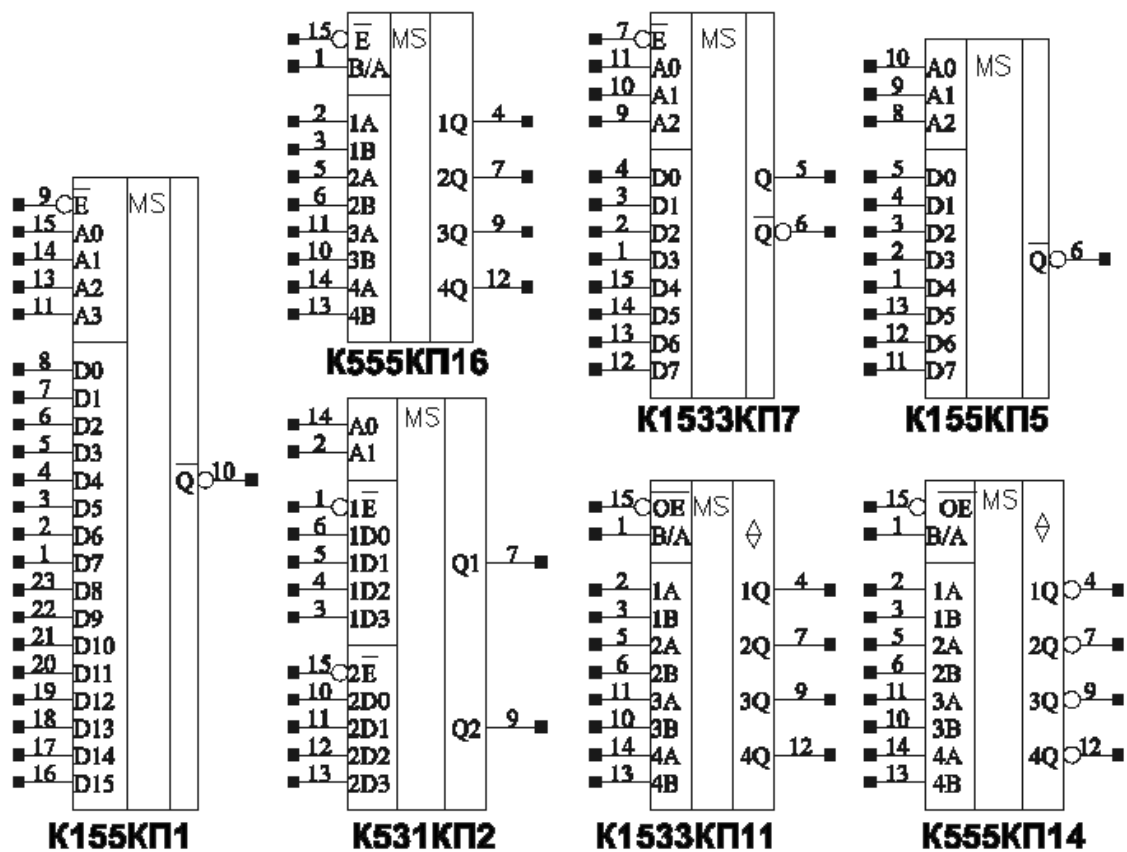 9 E MS
15 A0
14 A1
13 A2
11 A3
8 D0
7 D1
6 D2
5 D3
4 D4 Q 10
3 D5
2 D6
1 D7
23 D8
22 D9
21 D10
20 D11
19 D12
18 D13
17 D14
16 D15
К155КП1
15 E MS
1 B/A
2 1A 1Q 4
3 1B
5 2A 2Q 7
6 2B
11 3A 3Q 9
10 3B
14 4A 4Q 12
13 4B
К555КП16
14 A0 MS
2 A1
1 1E
6 1D0
5 1D1 Q1 7
4 1D2
3 1D3
15 2E
10 2D0
11 2D1 Q2 9
12 2D2
13 2D3
К531КП2
7 E MS
11 A0
10 A1
9 A2
4 D0 Q 5
3 D1
2 D2 Q 6
1 D3
15 D4
14 D5
13 D6
12 D7
К1533КП7
15 OE MS
1 B/A
2 1A 1Q 4
3 1B
5 2A 2Q 7
6 2B
11 3A 3Q 9
10 3B
14 4A 4Q 12
13 4B
К1533КП11
10 A0 MS
9 A1
8 A2
5 D0
4 D1
3 D2
2 D3 Q 6
1 D4
13 D5
12 D6
11 D7
К155КП5
15 OE MS
1 B/A
2 1A 1Q 4
3 1B
5 2A 2Q 7
6 2B
11 3A 3Q 9
10 3B
14 4A 4Q 12
13 4B
К555КП14